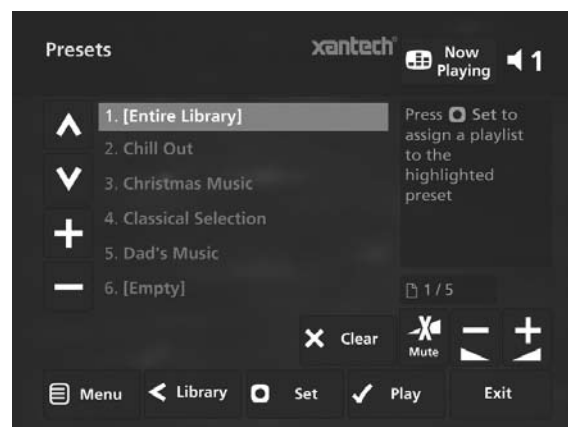 Presets
xantech®
Now
Playing
1
1. [Entire Library]
2. Chill Out
3. Christmas Music
4. Classical Selection
5. Dad's Music
6. [Empty]
Press Set to
assign a playlist
to the
highlighted
preset
1 / 5
Clear
Mute
Menu
Library
Set
Play
Exit